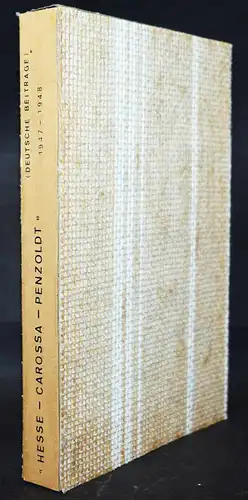 " HESSE – CAROSSA – PENZOLDT "
(DEUTSCHE BEITRÄGE)
1947 – 1948